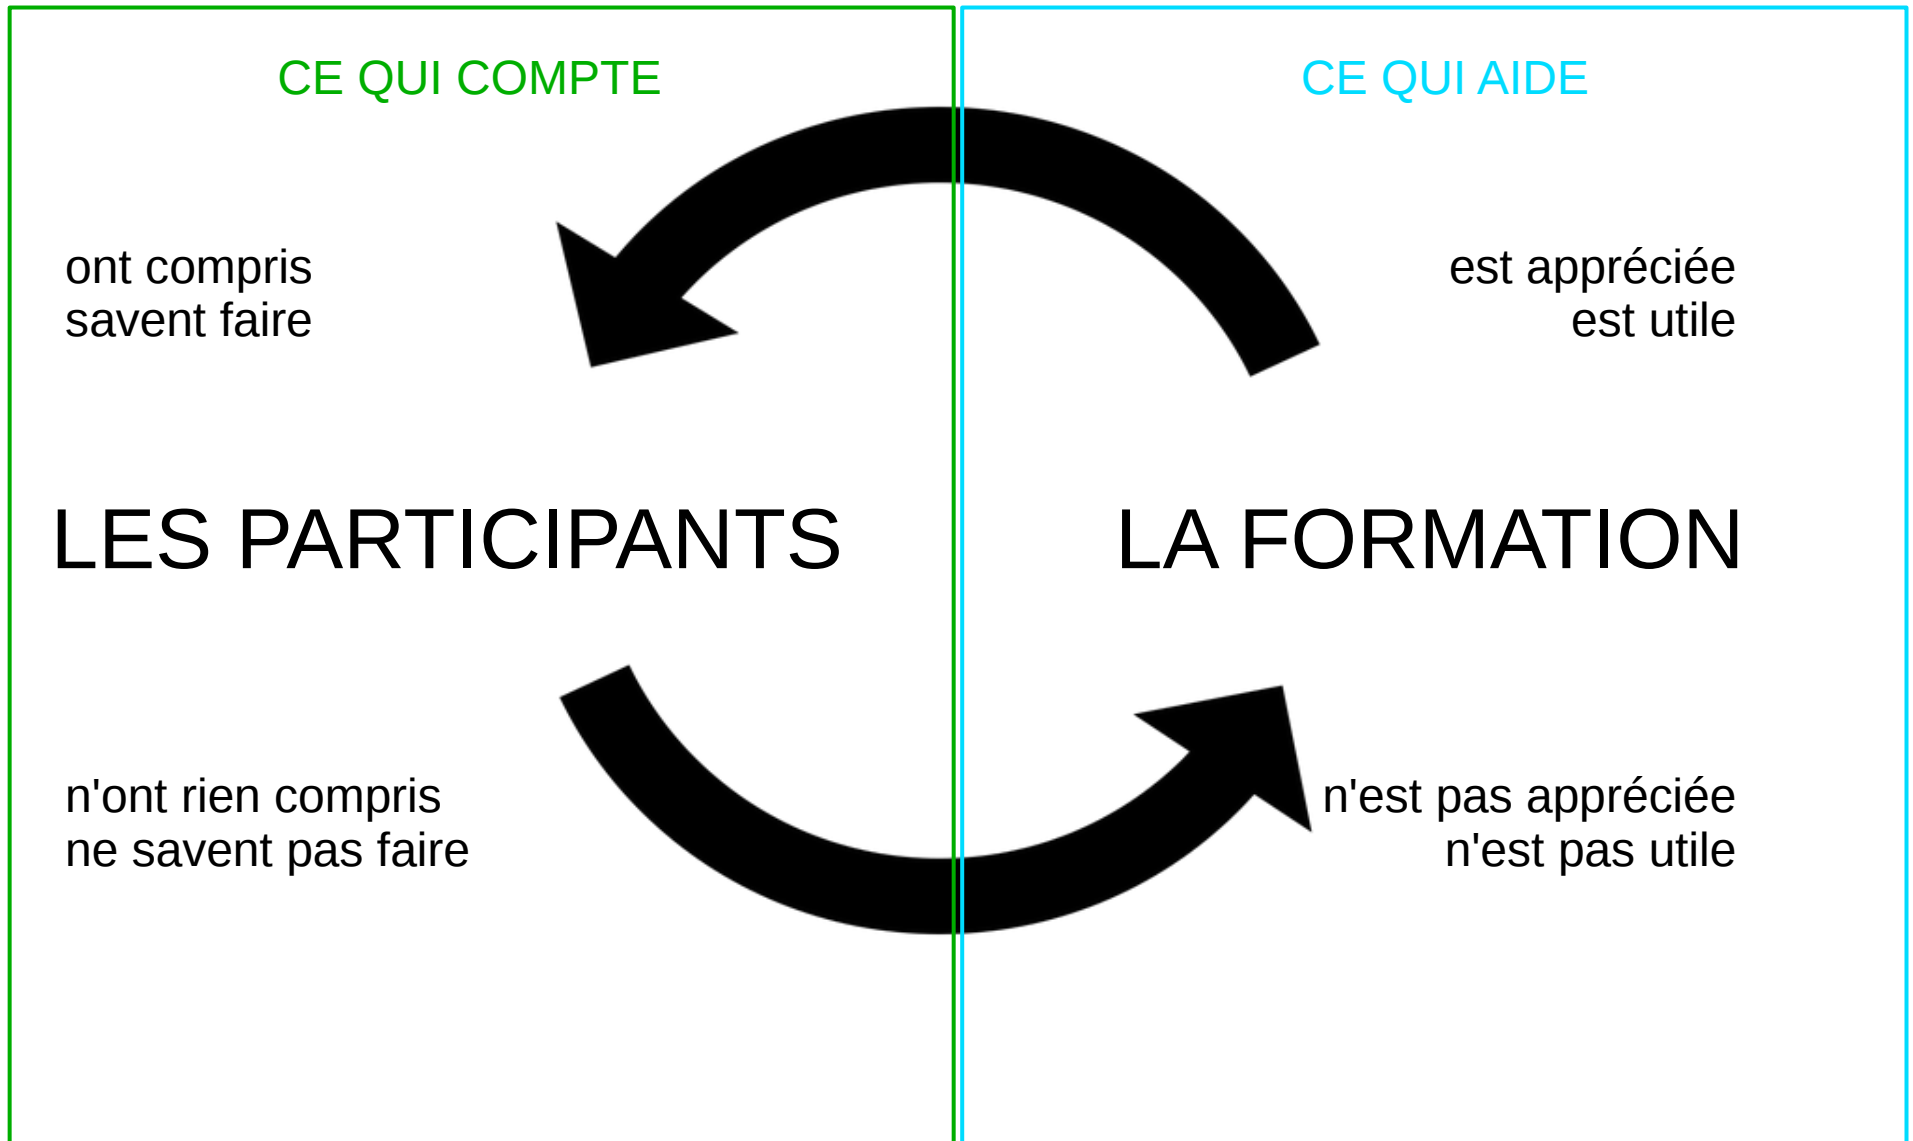 CE QUI COMPTE
CE QUI AIDE
ont compris
savent faire
est appréciée
est utile
LES PARTICIPANTS
LA FORMATION
n'ont rien compris
ne savent pas faire
n'est pas appréciée
n'est pas utile